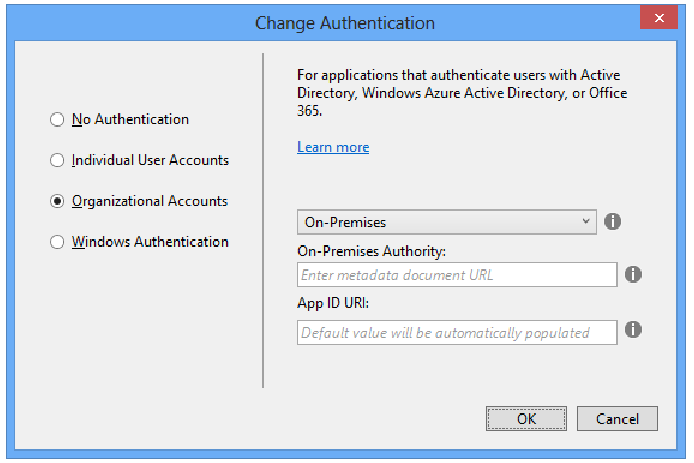 Change Authentication
No Authentication
Individual User Accounts
Organizational Accounts
Windows Authentication
For applications that authenticate users with Active
Directory, Windows Azure Active Directory, or Office
365.
Learn more
On-Premises
On-Premises Authority:
Enter metadata document URL
App ID URI:
Default value will be automatically populated
OK
Cancel